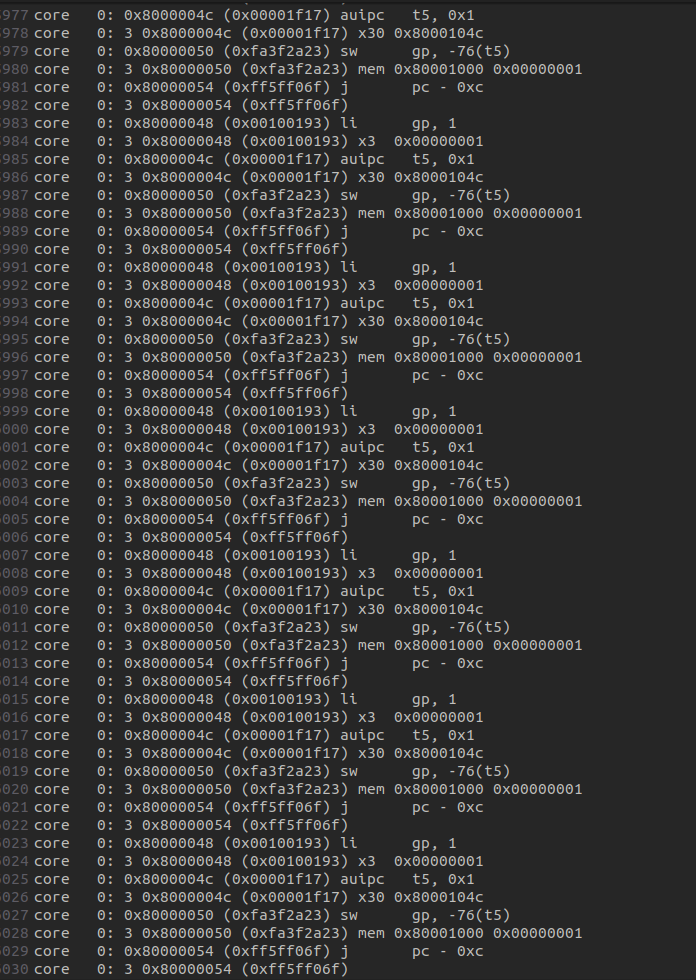 977 core   0: 0x8000004c (0x00001f17) auipc   t5, 0x1
978 core   0: 3 0x8000004c (0x00001f17) x30 0x8000104c
979 core   0: 0x80000050 (0xfa3f2a23) sw      gp, -76(t5)
980 core   0: 3 0x80000050 (0xfa3f2a23) mem 0x80001000 0x00000001
981 core   0: 0x80000054 (0xff5ff06f) j       pc - 0xc
982 core   0: 3 0x80000054 (0xff5ff06f)
983 core   0: 0x80000048 (0x00100193) li      gp, 1
984 core   0: 3 0x80000048 (0x00100193) x3  0x00000001
985 core   0: 0x8000004c (0x00001f17) auipc   t5, 0x1
986 core   0: 3 0x8000004c (0x00001f17) x30 0x8000104c
987 core   0: 0x80000050 (0xfa3f2a23) sw      gp, -76(t5)
988 core   0: 3 0x80000050 (0xfa3f2a23) mem 0x80001000 0x00000001
989 core   0: 0x80000054 (0xff5ff06f) j       pc - 0xc
990 core   0: 3 0x80000054 (0xff5ff06f)
991 core   0: 0x80000048 (0x00100193) li      gp, 1
992 core   0: 3 0x80000048 (0x00100193) x3  0x00000001
993 core   0: 0x8000004c (0x00001f17) auipc   t5, 0x1
994 core   0: 3 0x8000004c (0x00001f17) x30 0x8000104c
995 core   0: 0x80000050 (0xfa3f2a23) sw      gp, -76(t5)
996 core   0: 3 0x80000050 (0xfa3f2a23) mem 0x80001000 0x00000001
997 core   0: 0x80000054 (0xff5ff06f) j       pc - 0xc
998 core   0: 3 0x80000054 (0xff5ff06f)
999 core   0: 0x80000048 (0x00100193) li      gp, 1
000 core   0: 3 0x80000048 (0x00100193) x3  0x00000001
001 core   0: 0x8000004c (0x00001f17) auipc   t5, 0x1
002 core   0: 3 0x8000004c (0x00001f17) x30 0x8000104c
003 core   0: 0x80000050 (0xfa3f2a23) sw      gp, -76(t5)
004 core   0: 3 0x80000050 (0xfa3f2a23) mem 0x80001000 0x00000001
005 core   0: 0x80000054 (0xff5ff06f) j       pc - 0xc
006 core   0: 3 0x80000054 (0xff5ff06f)
007 core   0: 0x80000048 (0x00100193) li      gp, 1
008 core   0: 3 0x80000048 (0x00100193) x3  0x00000001
009 core   0: 0x8000004c (0x00001f17) auipc   t5, 0x1
010 core   0: 3 0x8000004c (0x00001f17) x30 0x8000104c
011 core   0: 0x80000050 (0xfa3f2a23) sw      gp, -76(t5)
012 core   0: 3 0x80000050 (0xfa3f2a23) mem 0x80001000 0x00000001
013 core   0: 0x80000054 (0xff5ff06f) j       pc - 0xc
014 core   0: 3 0x80000054 (0xff5ff06f)
015 core   0: 0x80000048 (0x00100193) li      gp, 1
016 core   0: 3 0x80000048 (0x00100193) x3  0x00000001
017 core   0: 0x8000004c (0x00001f17) auipc   t5, 0x1
018 core   0: 3 0x8000004c (0x00001f17) x30 0x8000104c
019 core   0: 0x80000050 (0xfa3f2a23) sw      gp, -76(t5)
020 core   0: 3 0x80000050 (0xfa3f2a23) mem 0x80001000 0x00000001
021 core   0: 0x80000054 (0xff5ff06f) j       pc - 0xc
022 core   0: 3 0x80000054 (0xff5ff06f)
023 core   0: 0x80000048 (0x00100193) li      gp, 1
024 core   0: 3 0x80000048 (0x00100193) x3  0x00000001
025 core   0: 0x8000004c (0x00001f17) auipc   t5, 0x1
026 core   0: 3 0x8000004c (0x00001f17) x30 0x8000104c
027 core   0: 0x80000050 (0xfa3f2a23) sw      gp, -76(t5)
028 core   0: 3 0x80000050 (0xfa3f2a23) mem 0x80001000 0x00000001
029 core   0: 0x80000054 (0xff5ff06f) j       pc - 0xc
030 core   0: 3 0x80000054 (0xff5ff06f)